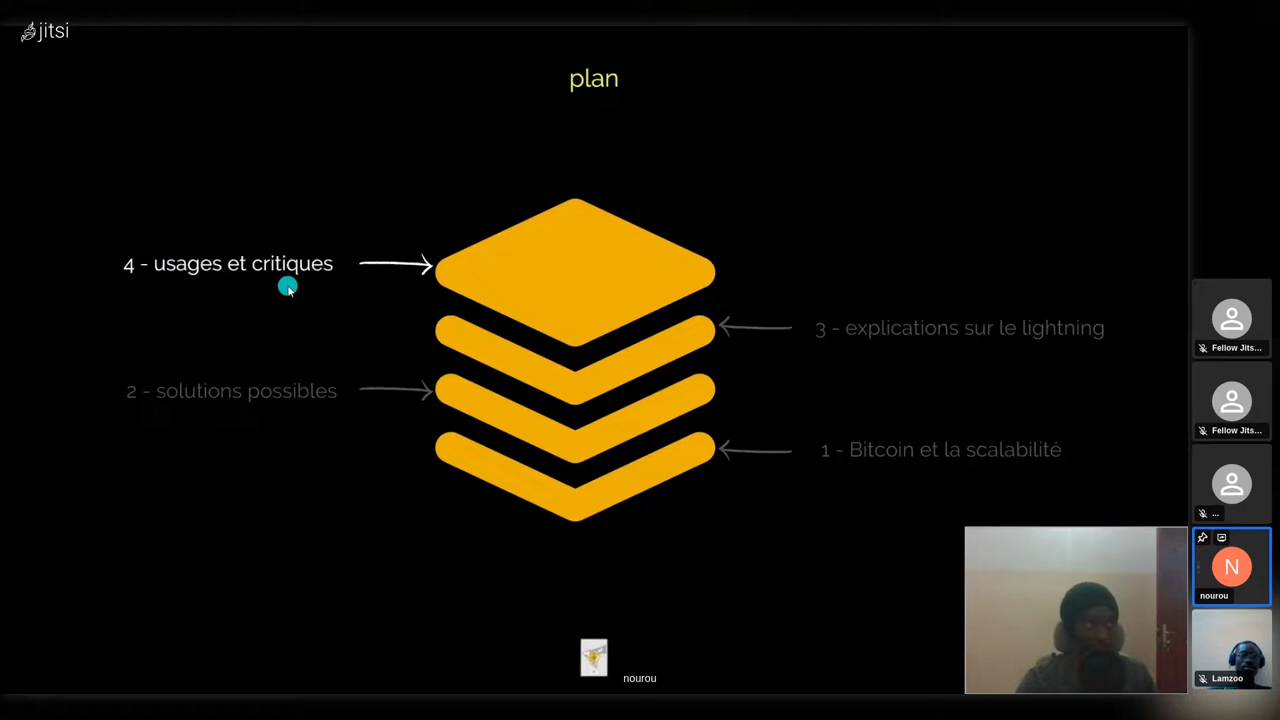 jitsi
plan
4 - usages et critiques
3 - explications sur le lightning
2 - solutions possibles
1 - Bitcoin et la scalabilité
Fellow Jits...
Fellow Jits...
...
N
nourou
Lamzoo
nourou